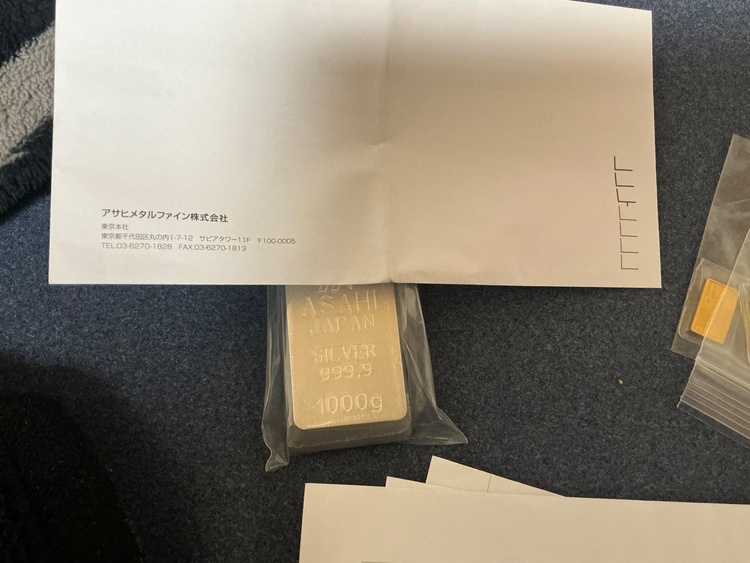 アサヒメタルファイン株式会社
東京本社
東京都千代田区丸の内1-7-12 サピアタワー11F 〒100-0005
TEL:03-6270-1828 FAX:03-6270-1813
ASAHI
JAPAN
SILVER
999.9
1000g